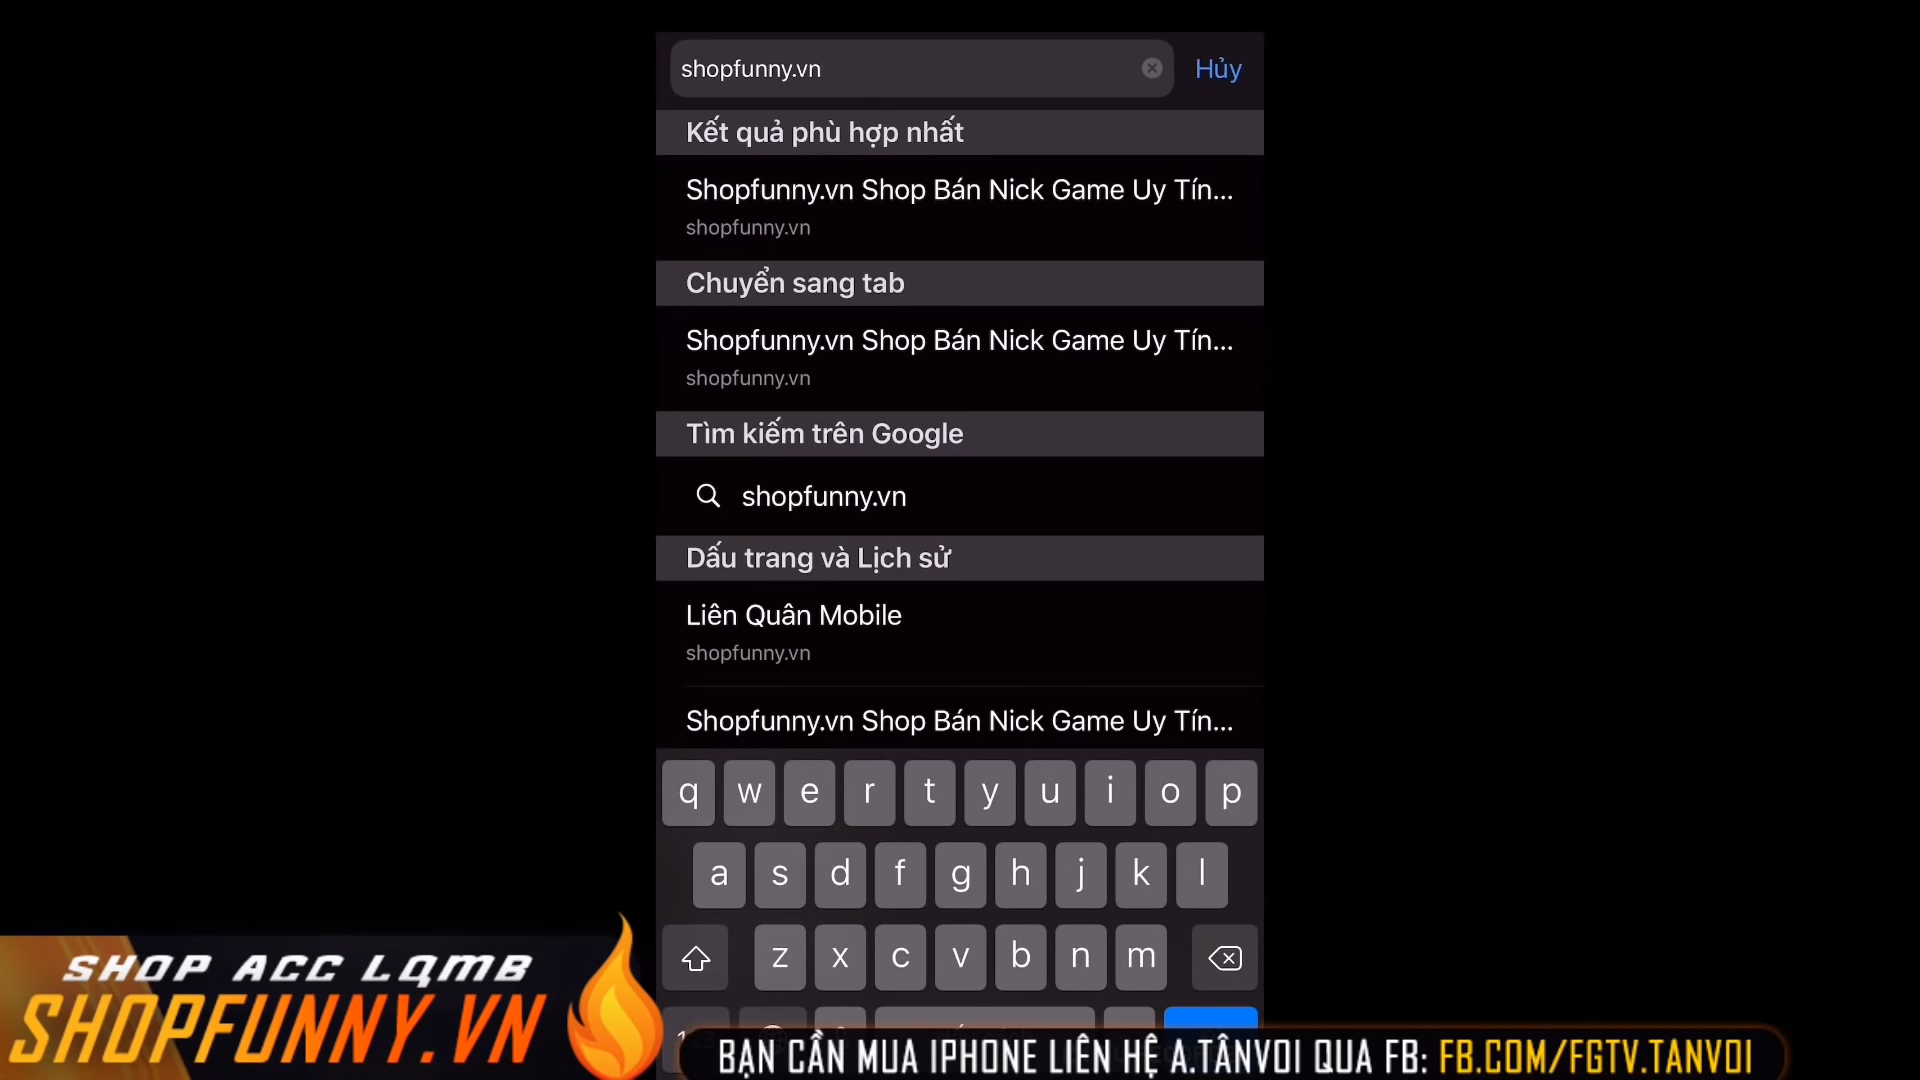 shopfunny.vn
Hủy
Kết quả phù hợp nhất
Shopfunny.vn Shop Bán Nick Game Uy Tín...
shopfunny.vn
Chuyển sang tab
Shopfunny.vn Shop Bán Nick Game Uy Tín...
shopfunny.vn
Tìm kiếm trên Google
shopfunny.vn
Dấu trang và Lịch sử
Liên Quân Mobile
shopfunny.vn
Shopfunny.vn Shop Bán Nick Game Uy Tín...
q w e r t y u i o p
a s d f g h j k l
z x c v b n m
SHOP ACC LQMB
SHOPFUNNY.VN
BẠN CẦN MUA IPHONE LIÊN HỆ A.TÂNVOI QUA FB: FB.COM/FGTV.TANVOI